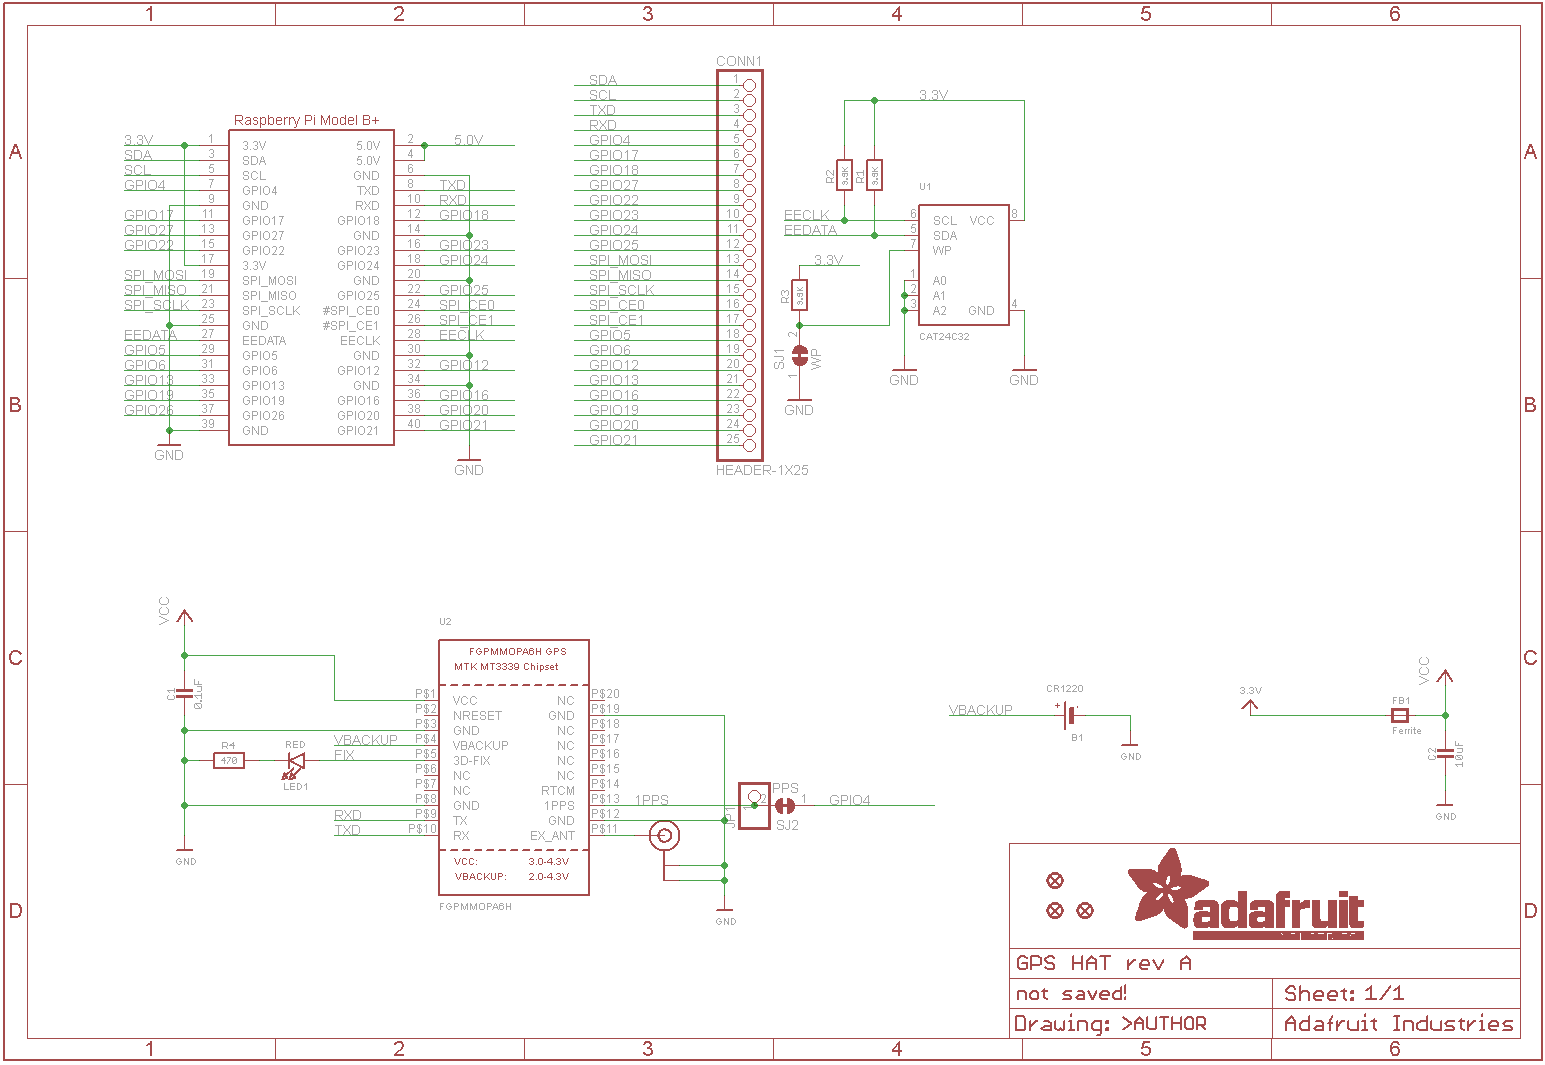 1 2 3 4 5 6
A A
B B
C C
D D
1 2 3 4 5 6
Raspberry Pi Model B+
3.3V 1 3.3V 5.0V 2 5.0V
SDA 3 SDA 5.0V 4
SCL 5 SCL GND 6
GPIO4 7 GPIO4 TXD 8 TXD
9 GND RXD 10 RXD
GPIO17 11 GPIO17 GPIO18 12 GPIO18
GPIO27 13 GPIO27 GND 14
GPIO22 15 GPIO22 GPIO23 16 GPIO23
17 3.3V GPIO24 18 GPIO24
SPI_MOSI 19 SPI_MOSI GND 20
SPI_MISO 21 SPI_MISO GPIO25 22 GPIO25
SPI_SCLK 23 SPI_SCLK #SPI_CE0 24 SPI_CE0
25 GND #SPI_CE1 26 SPI_CE1
EEDATA 27 EEDATA EECLK 28 EECLK
GPIO5 29 GPIO5 GND 30
GPIO6 31 GPIO6 GPIO12 32 GPIO12
GPIO13 33 GPIO13 GND 34
GPIO19 35 GPIO19 GPIO16 36 GPIO16
GPIO26 37 GPIO26 GPIO20 38 GPIO20
39 GND GPIO21 40 GPIO21
GND GND
CONN1
SDA 1
SCL 2
TXD 3
RXD 4
GPIO4 5
GPIO17 6
GPIO18 7
GPIO27 8
GPIO22 9
GPIO23 10
GPIO24 11
GPIO25 12
SPI_MOSI 13
SPI_MISO 14
SPI_SCLK 15
SPI_CE0 16
SPI_CE1 17
GPIO5 18
GPIO6 19
GPIO12 20
GPIO13 21
GPIO16 22
GPIO19 23
GPIO20 24
GPIO21 25
HEADER-1X25
3.3V
R2 3.9K R1 3.9K
U1
EECLK 6 SCL VCC 8
EEDATA 5 SDA
7 WP
3.3V
R3 3.9K
1 A0
2 A1
3 A2 GND 4
CAT24C32
2
SJ1 WP
1
GND GND GND
VCC
C1 0.1uF
R4
470
RED
LED1
GND
U2
FGPMMOPA6H GPS
MTK MT3339 Chipset
P$1 VCC NC P$20
P$2 NRESET GND P$19
P$3 GND NC P$18
VBACKUP P$4 VBACKUP NC P$17
FIX P$5 3D-FIX NC P$16
P$6 NC NC P$15
P$7 NC RTCM P$14
P$8 GND 1PPS P$13 1PPS
RXD P$9 TX GND P$12
TXD P$10 RX EX_ANT P$11
VCC: 3.0-4.3V
VBACKUP: 2.0-4.3V
FGPMMOPA6H
JP1 1 2
PPS
1 GPIO4
SJ2
GND
CR1220
VBACKUP + -
B1
GND
3.3V
FB1
Ferrite
VCC
C2 10uF
GND
adafruit
GPS HAT rev A
not saved! Sheet: 1/1
Drawing: >AUTHOR Adafruit Industries